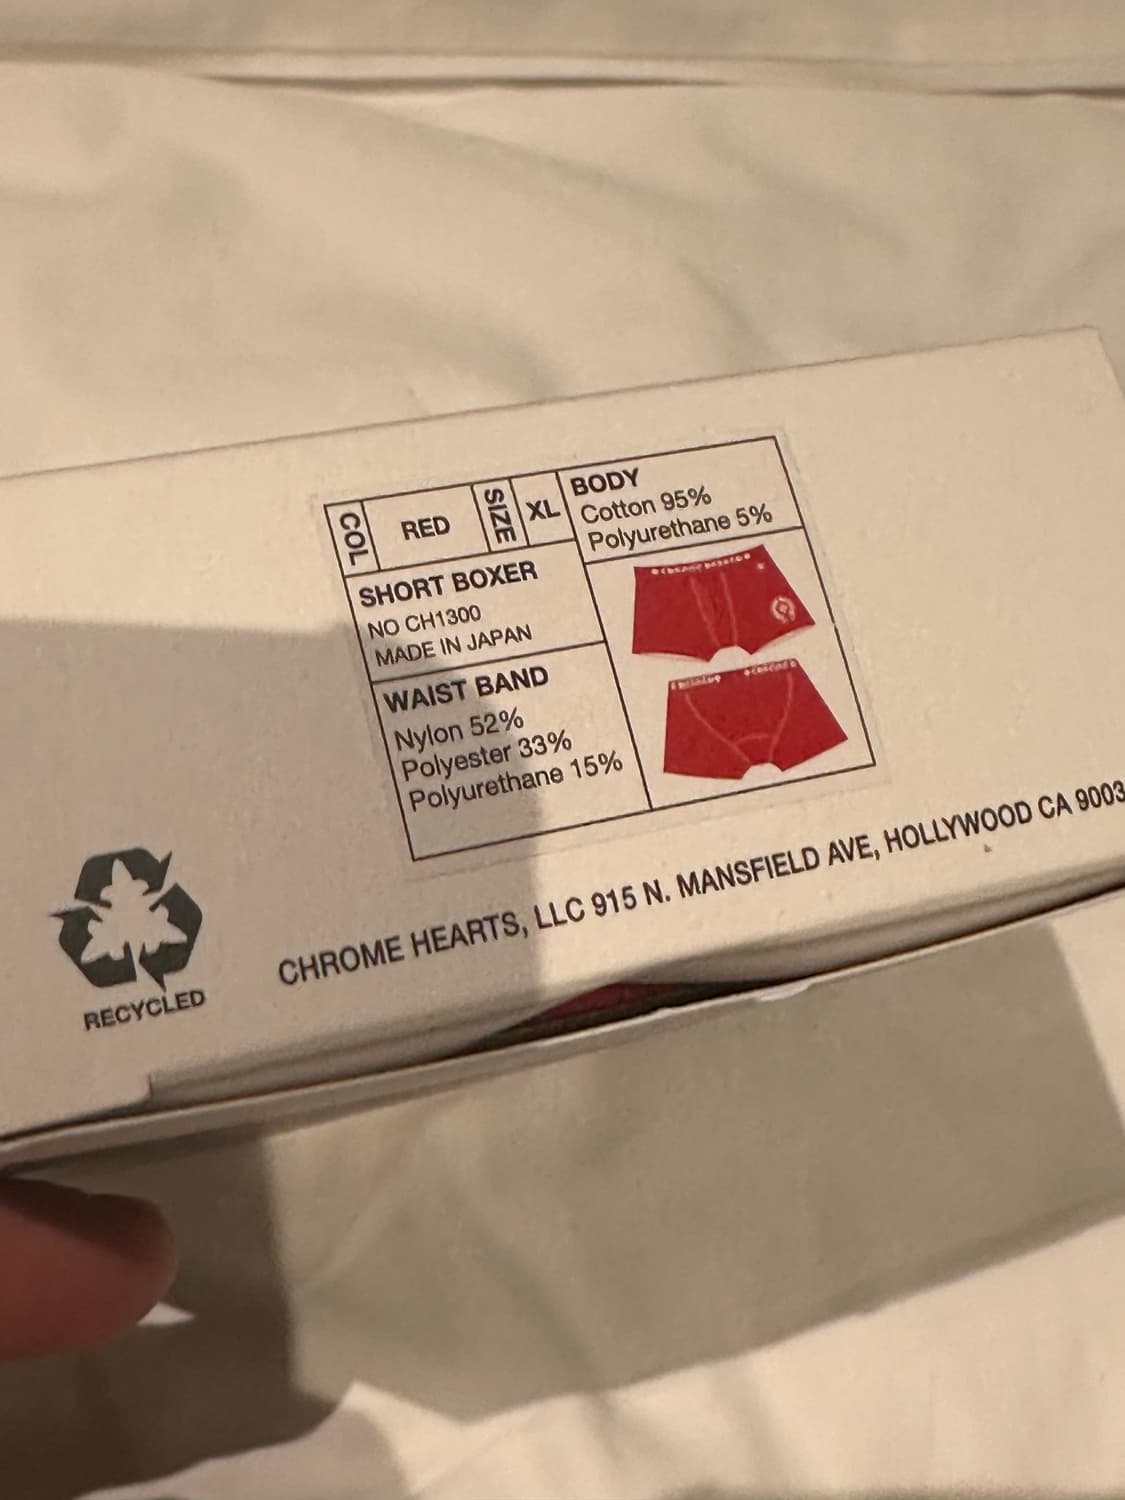 COL
RED
SIZE
XL
SHORT BOXER
NO CH1300
MADE IN JAPAN
WAIST BAND
Nylon 52%
Polyester 33%
Polyurethane 15%
BODY
Cotton 95%
Polyurethane 5%
RECYCLED
CHROME HEARTS, LLC 915 N. MANSFIELD AVE, HOLLYWOOD CA 9003